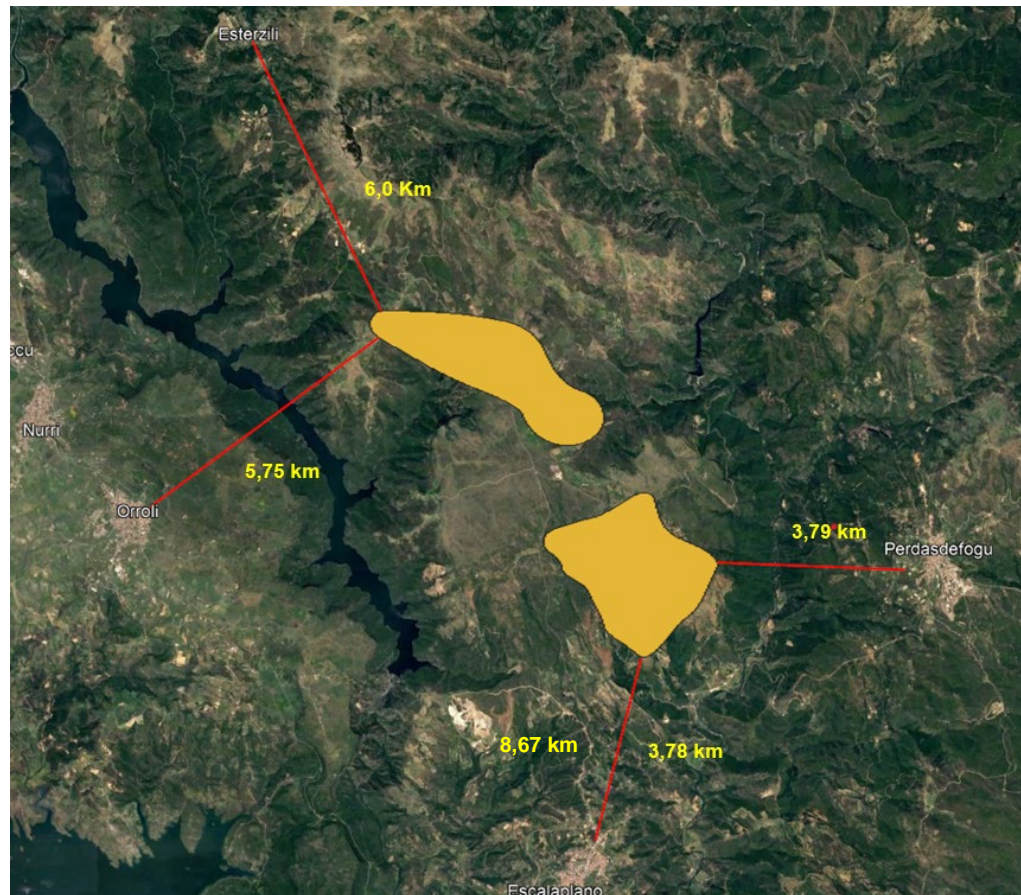 Esterzili
6,0 Km
ccu
Nurri
5,75 km
Orroli
3,79 km
Perdasdefogu
8,67 km
3,78 km
Escalaplano